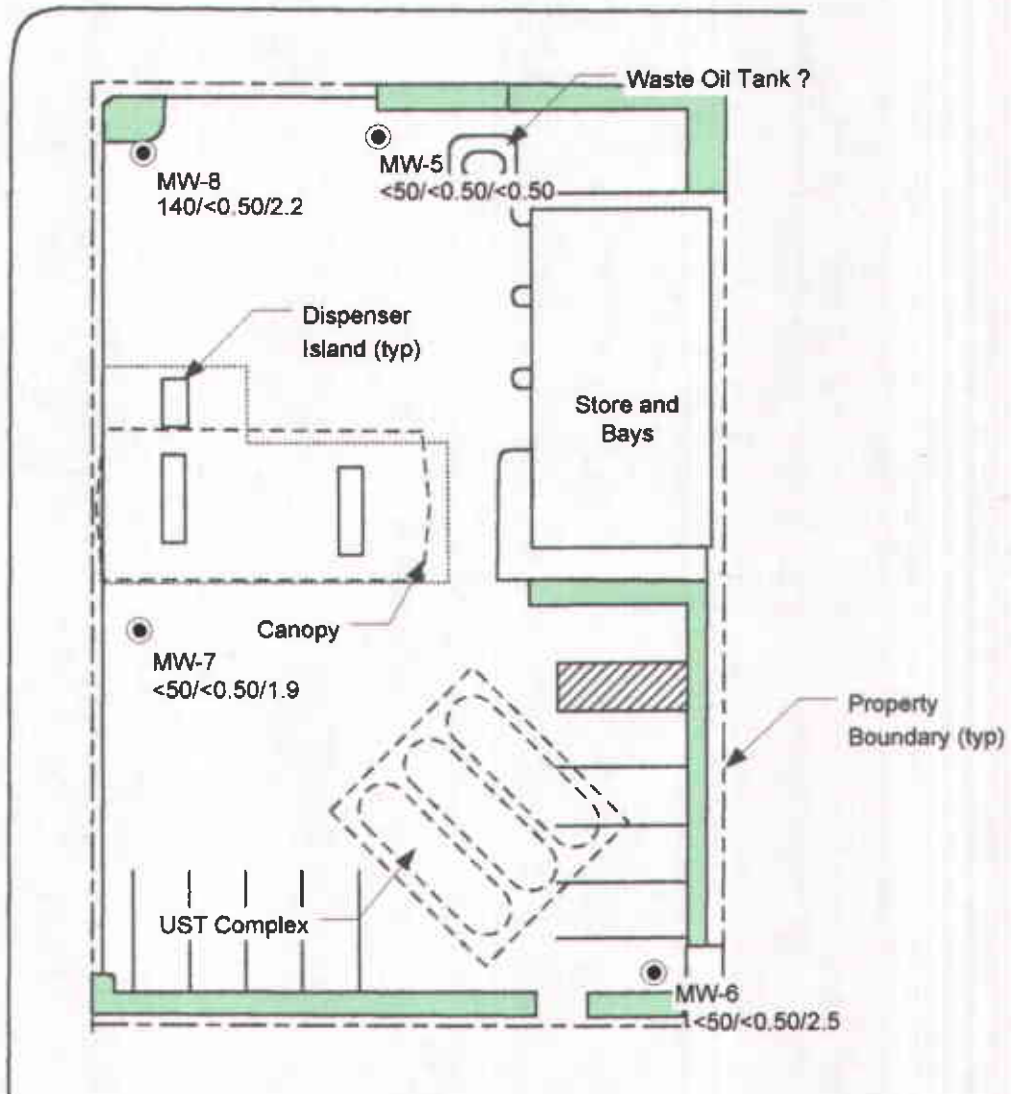 Waste Oil Tank ?
MW-5
<50/<0.50/<0.50
MW-8
140/<0.50/2.2
Dispenser
Island (typ)
Store and
Bays
Canopy
MW-7
<50/<0.50/1.9
Property
Boundary (typ)
UST Complex
MW-6
<50/<0.50/2.5